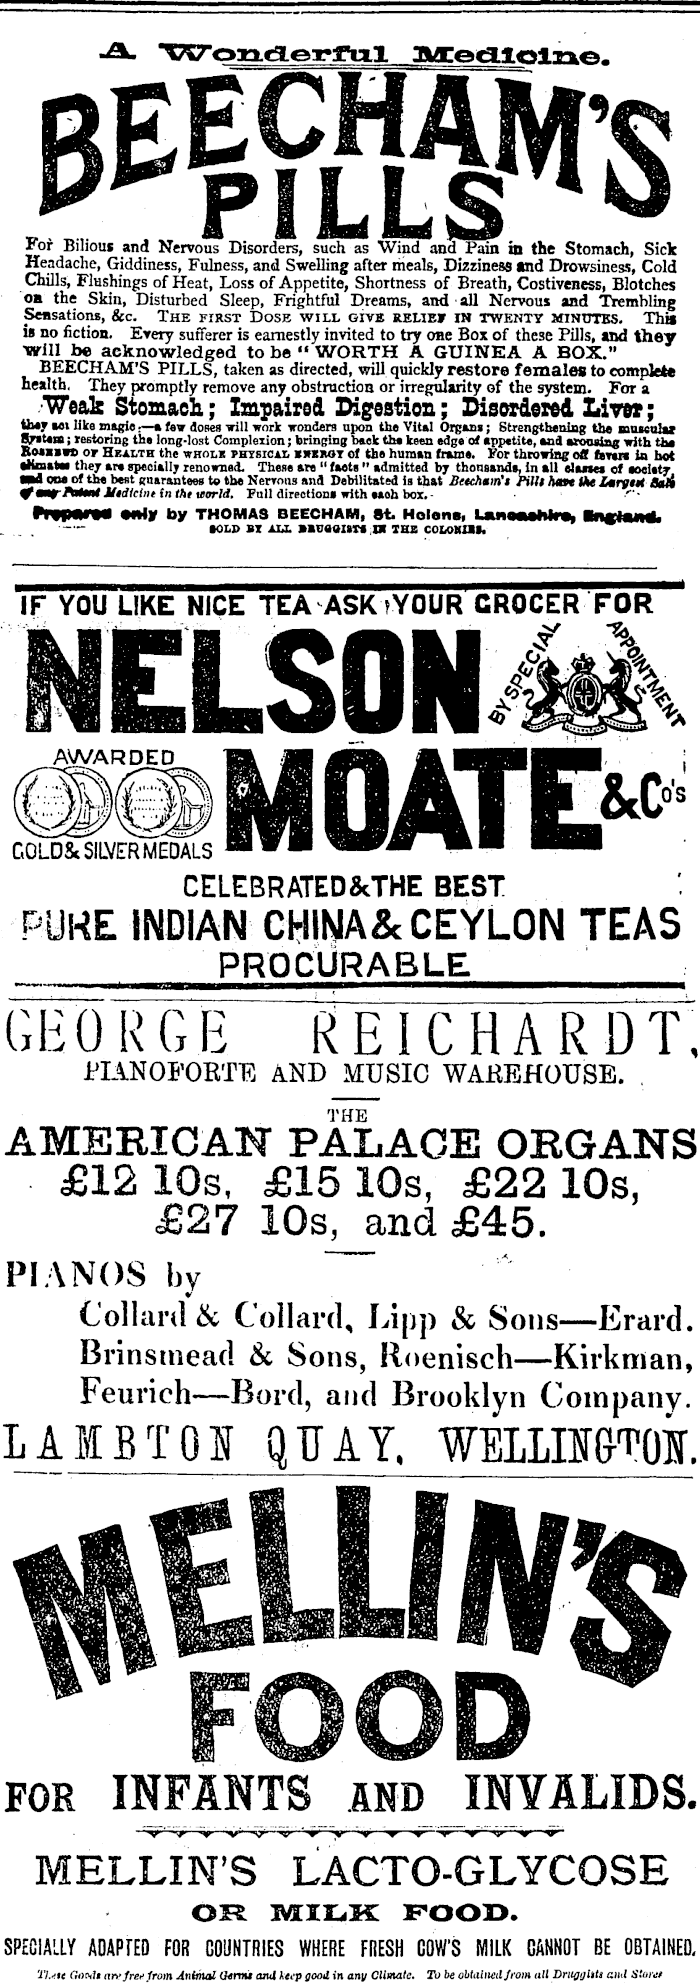 A Wonderful Medicine.
BEECHAM'S
PILLS
For Bilious and Nervous Disorders, such as Wind and Pain in the Stomach, Sick
Headache, Giddiness, Fulness, and Swelling after meals, Dizziness and Drowsiness, Cold
Chills, Flushings of Heat, Loss of Appetite, Shortness of Breath, Costiveness, Blotches
on the Skin, Disturbed Sleep, Frightful Dreams, and all Nervous and Trembling
Sensations, &c. THE FIRST DOSE WILL GIVE RELIEF IN TWENTY MINUTES. This
is no fiction. Every sufferer is earnestly invited to try one Box of these Pills, and they
will be acknowledged to be "WORTH A GUINEA A BOX."
BEECHAM'S PILLS, taken as directed, will quickly restore females to complete
health. They promptly remove any obstruction or irregularity of the system. For a
Weak Stomach; Impaired Digestion; Disordered Liver;
they act like magic:—a few doses will work wonders upon the Vital Organs; Strengthening the muscular
System; restoring the long-lost Complexion; bringing back the keen edge of appetite, and arousing with the
ROSEBUD OF HEALTH the WHOLE PHYSICAL ENERGY of the human frame. For throwing off fevers in hot
climates they are specially renowned. These are "facts" admitted by thousands, in all classes of society,
and one of the best guarantees to the Nervous and Debilitated is that Beecham's Pills have the Largest Sale
of any Patent Medicine in the world. Full directions with each box.
Prepared only by THOMAS BEECHAM, St. Helens, Lancashire, England.
SOLD BY ALL DRUGGISTS IN THE COLONIES.
IF YOU LIKE NICE TEA ASK YOUR GROCER FOR
NELSON
BY SPECIAL APPOINTMENT
AWARDED
MOATE & Co's
GOLD & SILVER MEDALS
CELEBRATED & THE BEST
PURE INDIAN CHINA & CEYLON TEAS
PROCURABLE
GEORGE REICHARDT,
PIANOFORTE AND MUSIC WAREHOUSE.
THE
AMERICAN PALACE ORGANS
£12 10s, £15 10s, £22 10s,
£27 10s, and £45.
PIANOS by
Collard & Collard, Lipp & Sons—Erard.
Brinsmead & Sons, Roenisch—Kirkman,
Feurich—Bord, and Brooklyn Company.
LAMBTON QUAY, WELLINGTON.
MELLIN'S
FOOD
FOR INFANTS AND INVALIDS.
MELLIN'S LACTO-GLYCOSE
OR MILK FOOD.
SPECIALLY ADAPTED FOR COUNTRIES WHERE FRESH COW'S MILK CANNOT BE OBTAINED.
These Goods are free from Animal Germs and keep good in any Climate. To be obtained from all Druggists and Stores